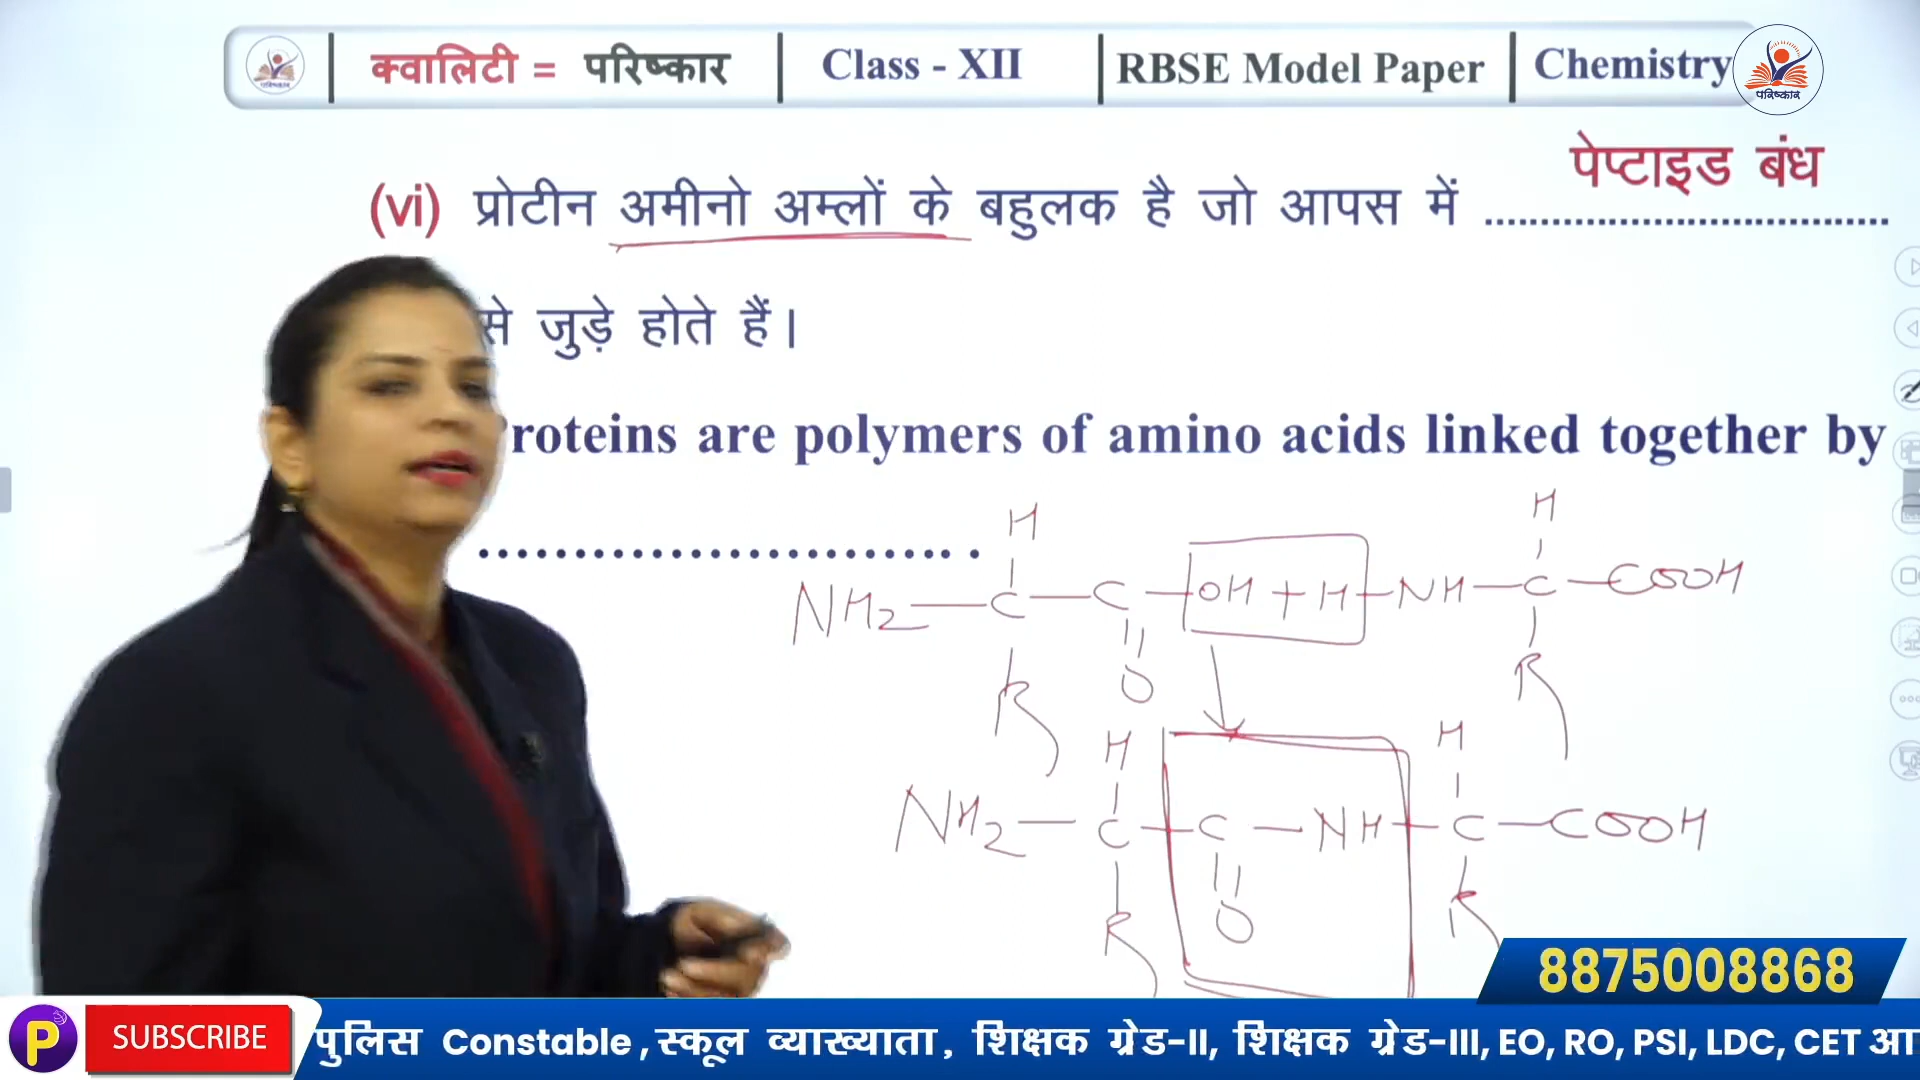 क्वालिटी = परिष्कार | Class - XII | RBSE Model Paper | Chemistry
परिष्कार
पेप्टाइड बंध
(vi) प्रोटीन अमीनो अम्लों के बहुलक है जो आपस में ....................................
से जुड़े होते हैं।
roteins are polymers of amino acids linked together by
...........................
H H
NH2 — C — C — OH + H — NH — C — COOH
R O R
H H
NH2 — C — C — NH — C — COOH
R O R
8875008868
P SUBSCRIBE पुलिस Constable, स्कूल व्याख्याता, शिक्षक ग्रेड-II, शिक्षक ग्रेड-III, EO, RO, PSI, LDC, CET आ